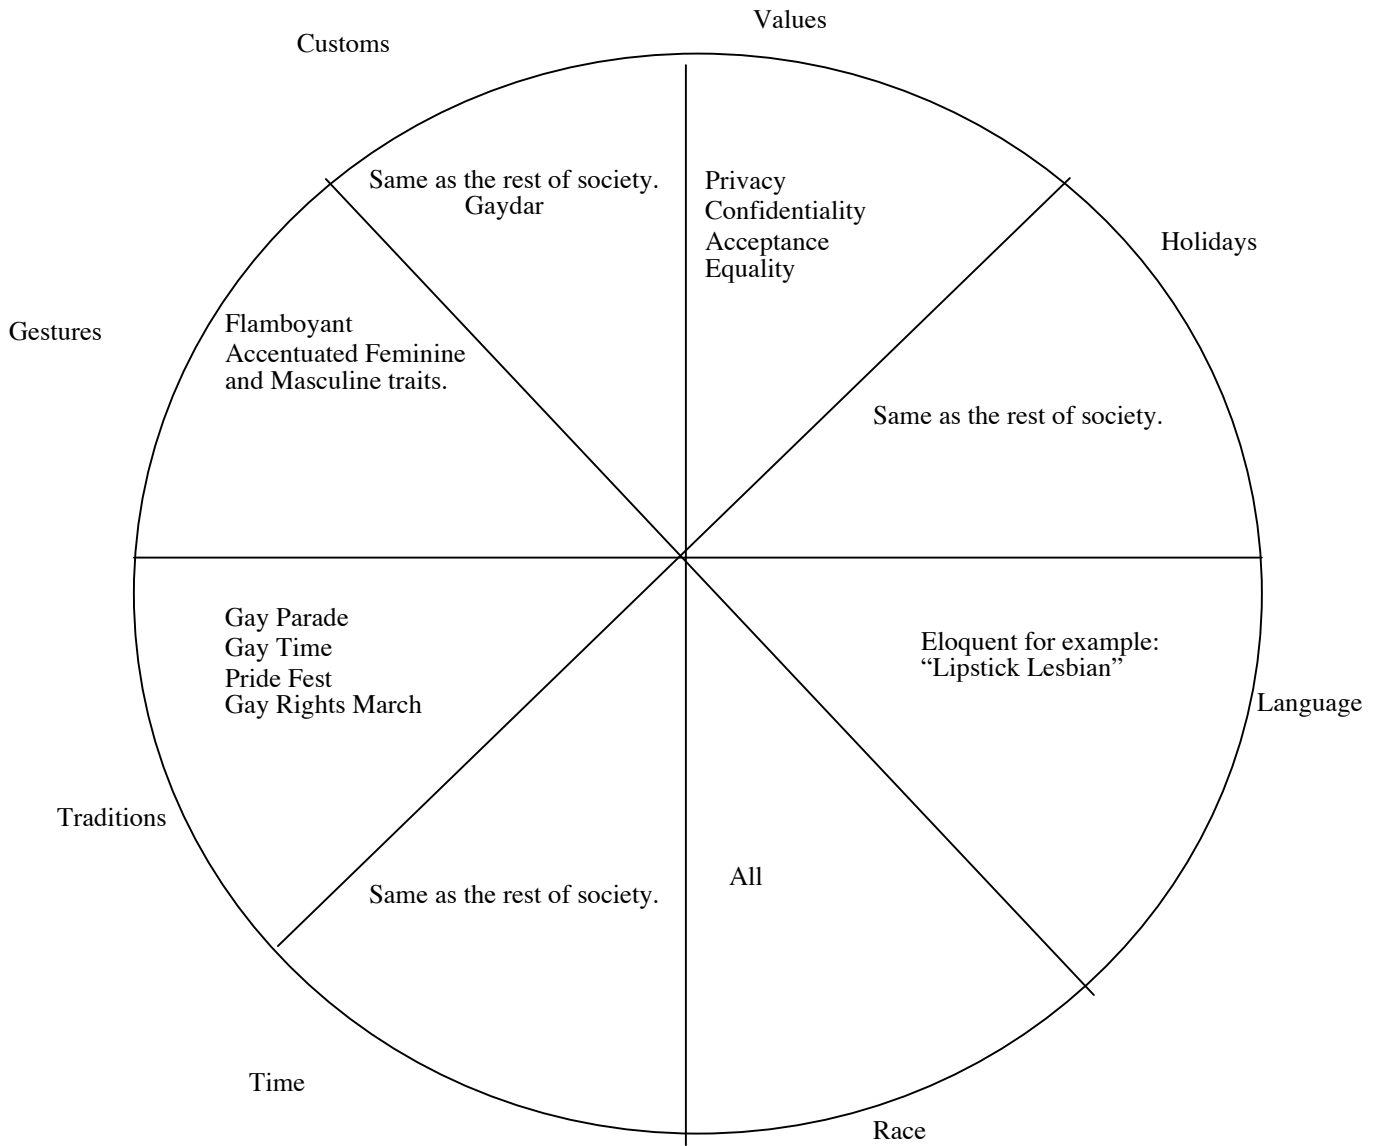 Values
Customs
Same as the rest of society.
Gaydar
Privacy
Confidentiality
Acceptance
Equality
Holidays
Gestures
Flamboyant
Accentuated Feminine
and Masculine traits.
Same as the rest of society.
Gay Parade
Gay Time
Pride Fest
Gay Rights March
Eloquent for example:
“Lipstick Lesbian”
Language
Traditions
Same as the rest of society.
All
Time
Race